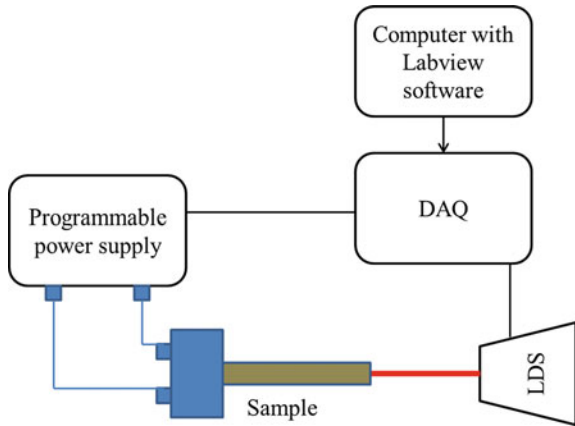 Computer with
Labview
software
Programmable
power supply
DAQ
LDS
Sample